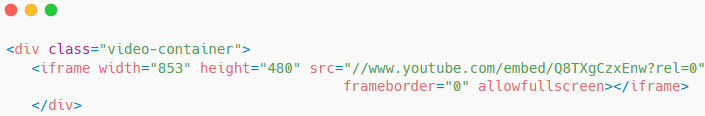 <div class="video-container">
<iframe width="853" height="480" src="//www.youtube.com/embed/Q8TXgCzxEnw?rel=0"
frameborder="0" allowfullscreen></iframe>
</div>